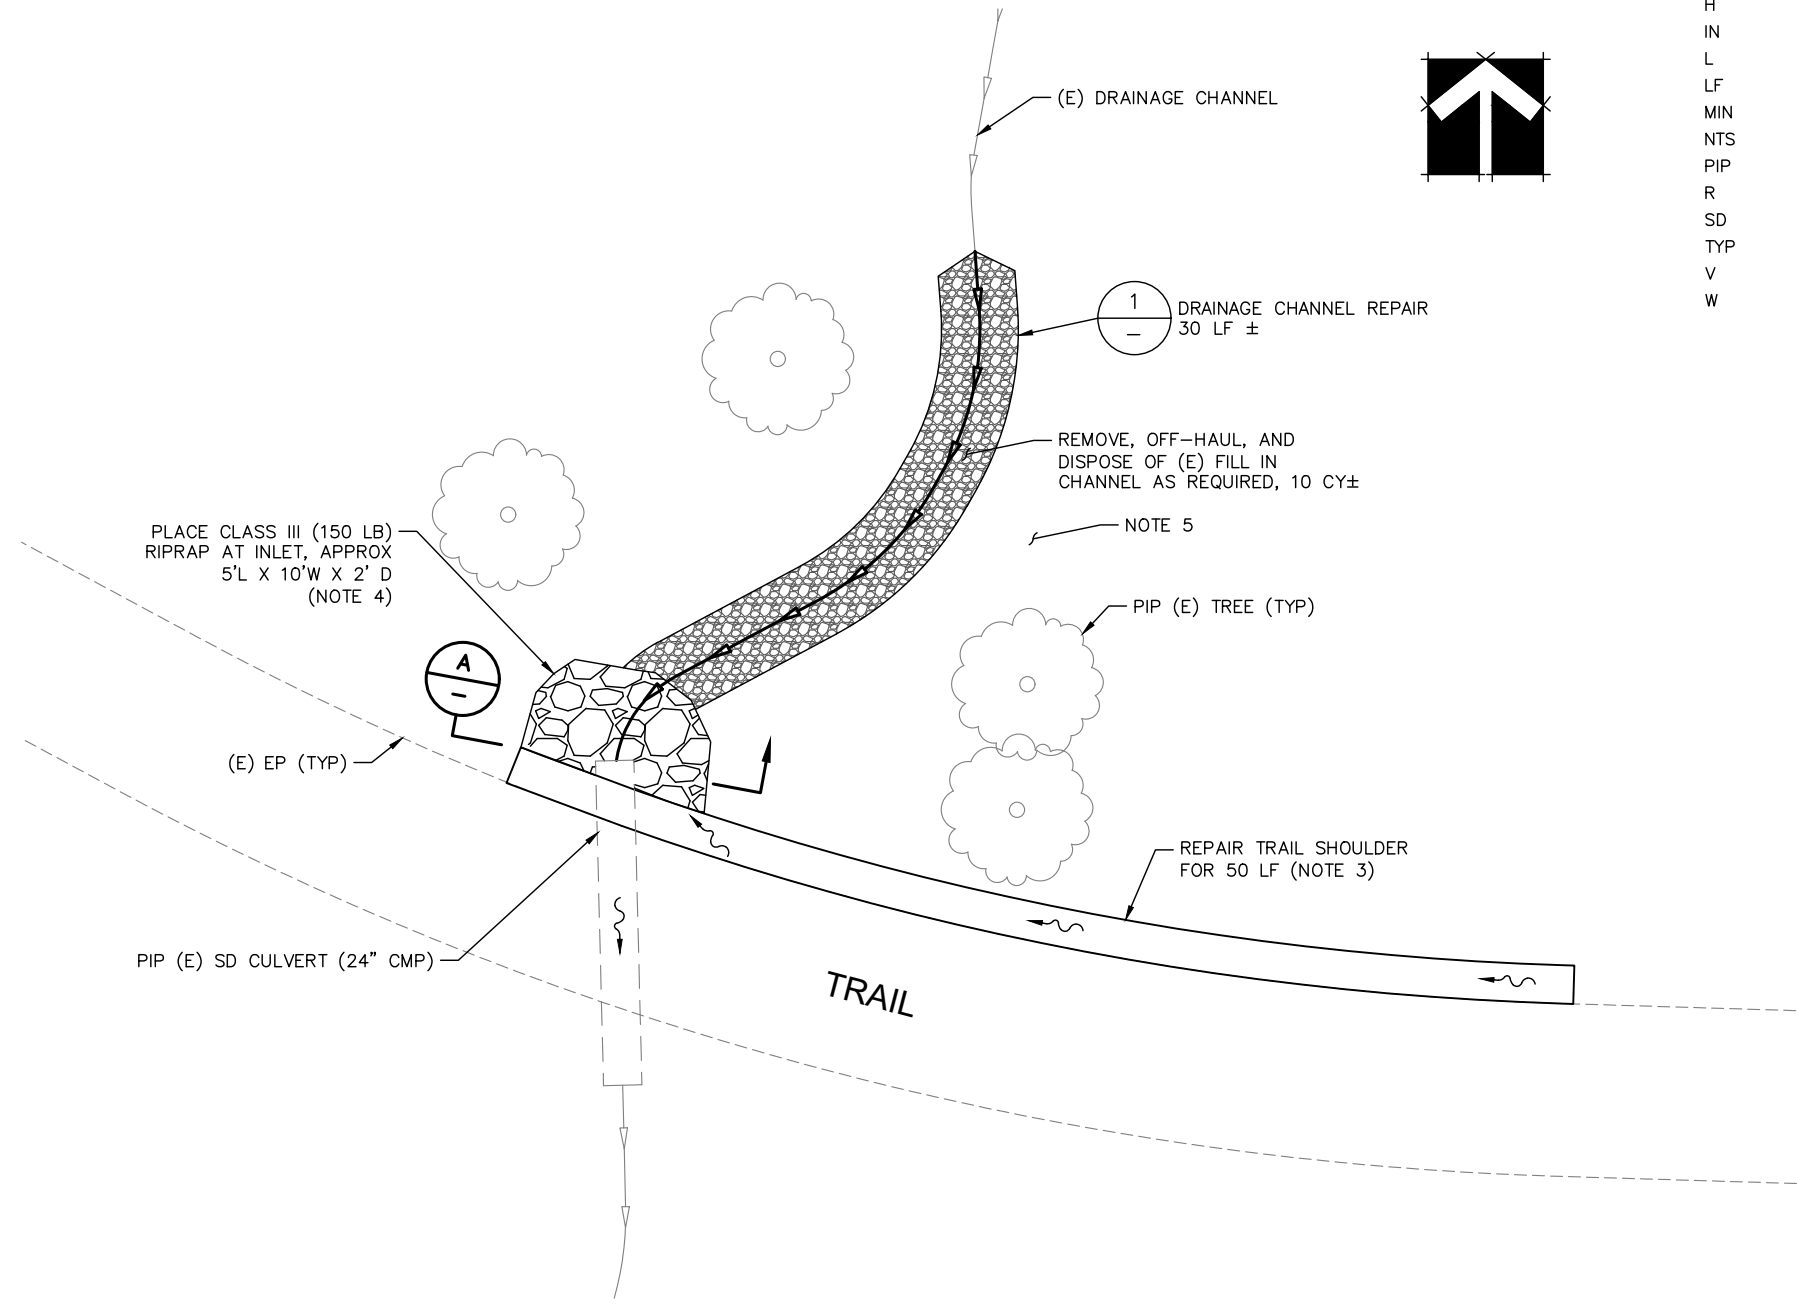 H
IN
L
LF
MIN
NTS
PIP
R
SD
TYP
V
W
(E) DRAINAGE CHANNEL
1
–
DRAINAGE CHANNEL REPAIR
30 LF ±
REMOVE, OFF-HAUL, AND
DISPOSE OF (E) FILL IN
CHANNEL AS REQUIRED, 10 CY±
NOTE 5
PLACE CLASS III (150 LB)
RIPRAP AT INLET, APPROX
5'L X 10'W X 2' D
(NOTE 4)
PIP (E) TREE (TYP)
A
–
(E) EP (TYP)
REPAIR TRAIL SHOULDER
FOR 50 LF (NOTE 3)
PIP (E) SD CULVERT (24" CMP)
TRAIL